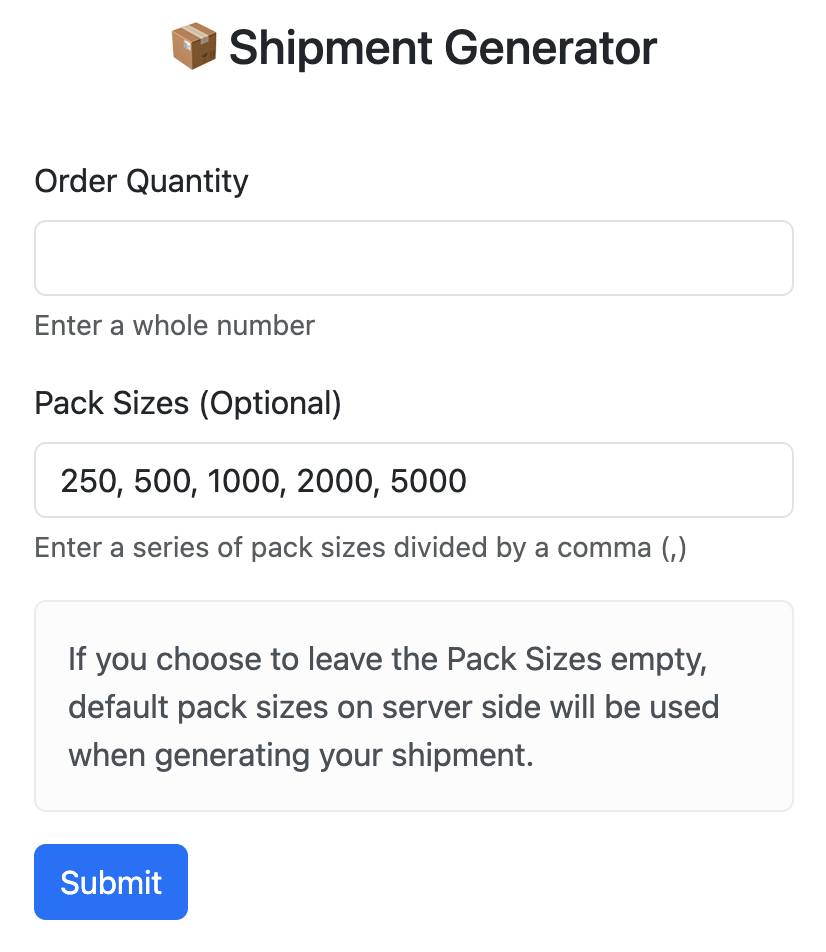 Shipment Generator
Order Quantity
Enter a whole number
Pack Sizes (Optional)
250, 500, 1000, 2000, 5000
Enter a series of pack sizes divided by a comma (,)
If you choose to leave the Pack Sizes empty,
default pack sizes on server side will be used
when generating your shipment.
Submit